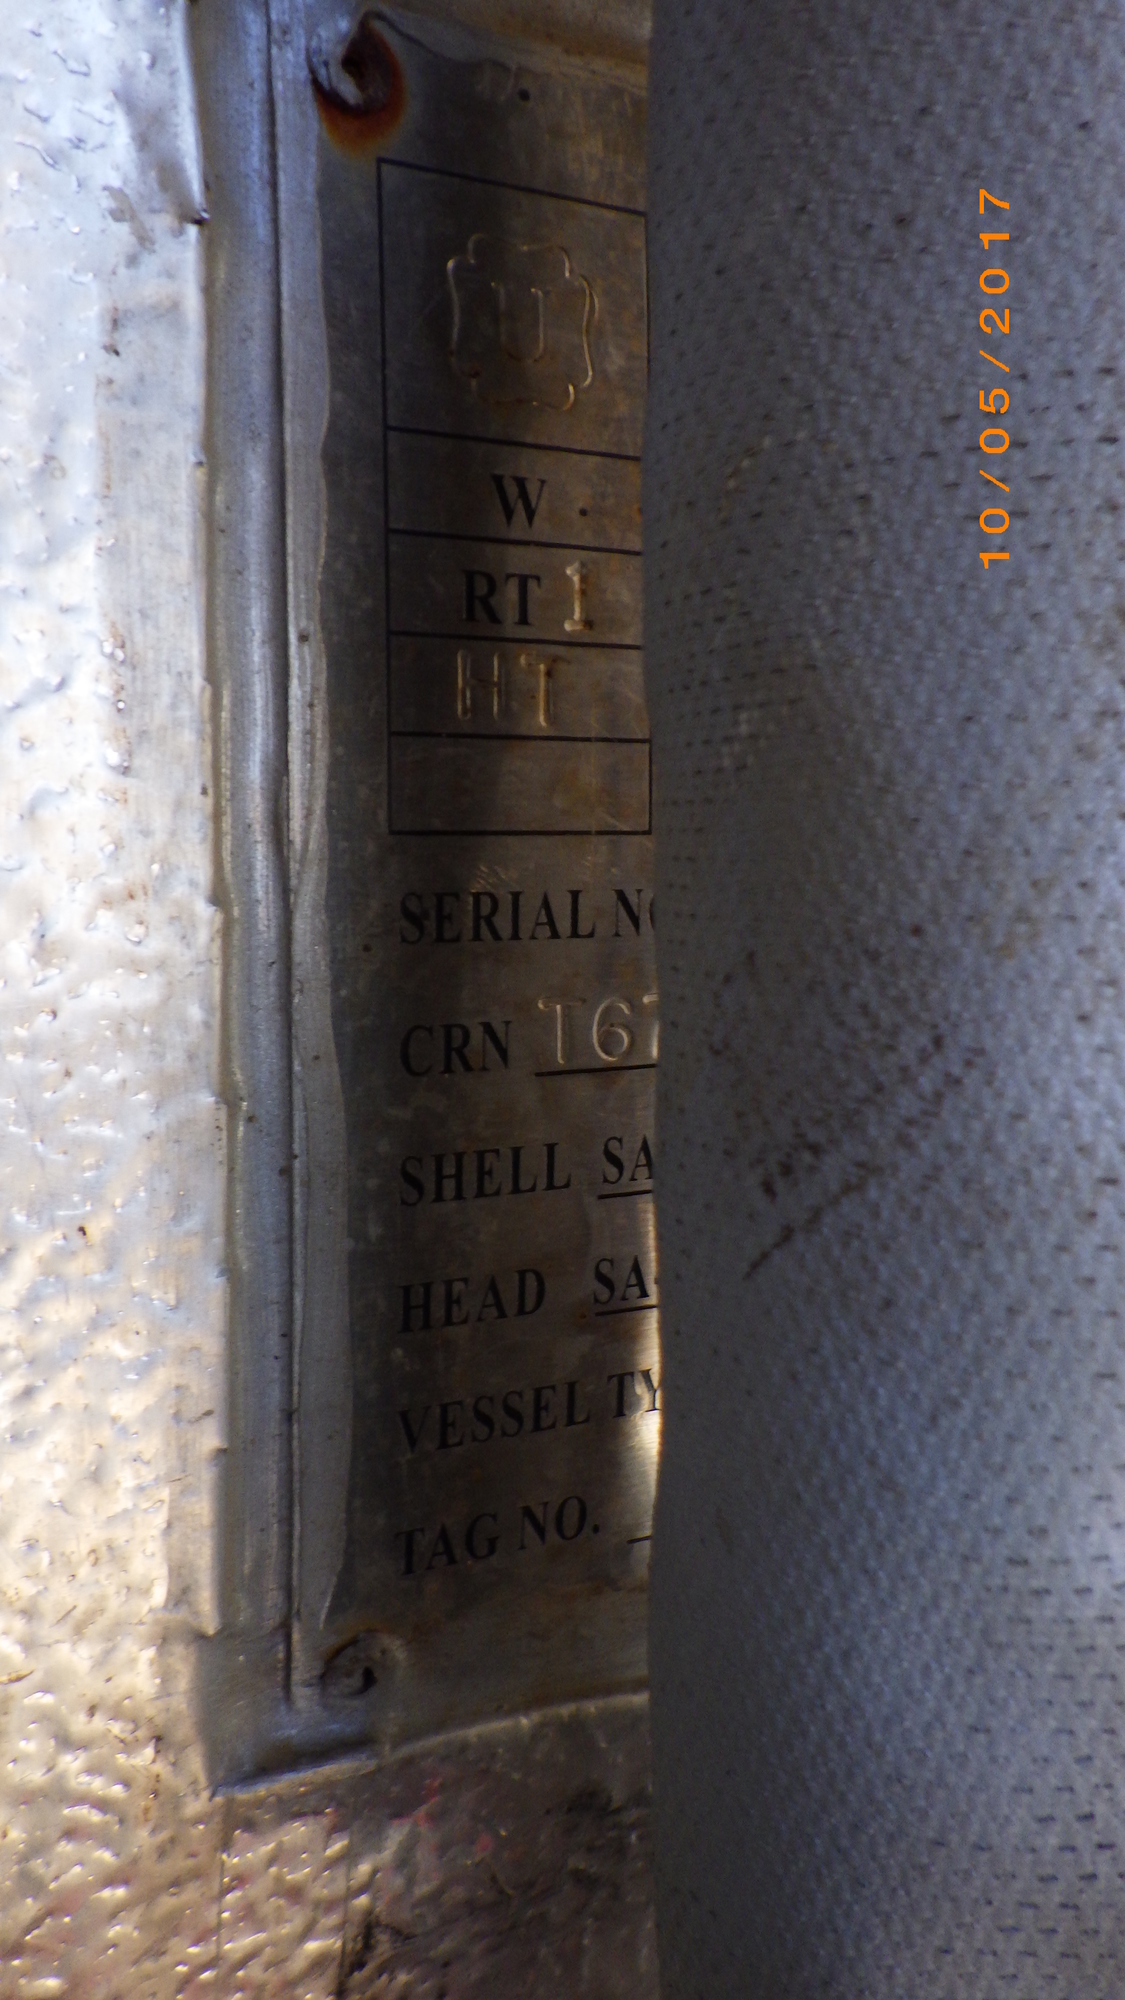 U
W
RT 1
HT
SERIAL
CRN T67
SHELL SA
HEAD SA-
VESSEL TY
TAG NO.
10/05/2017